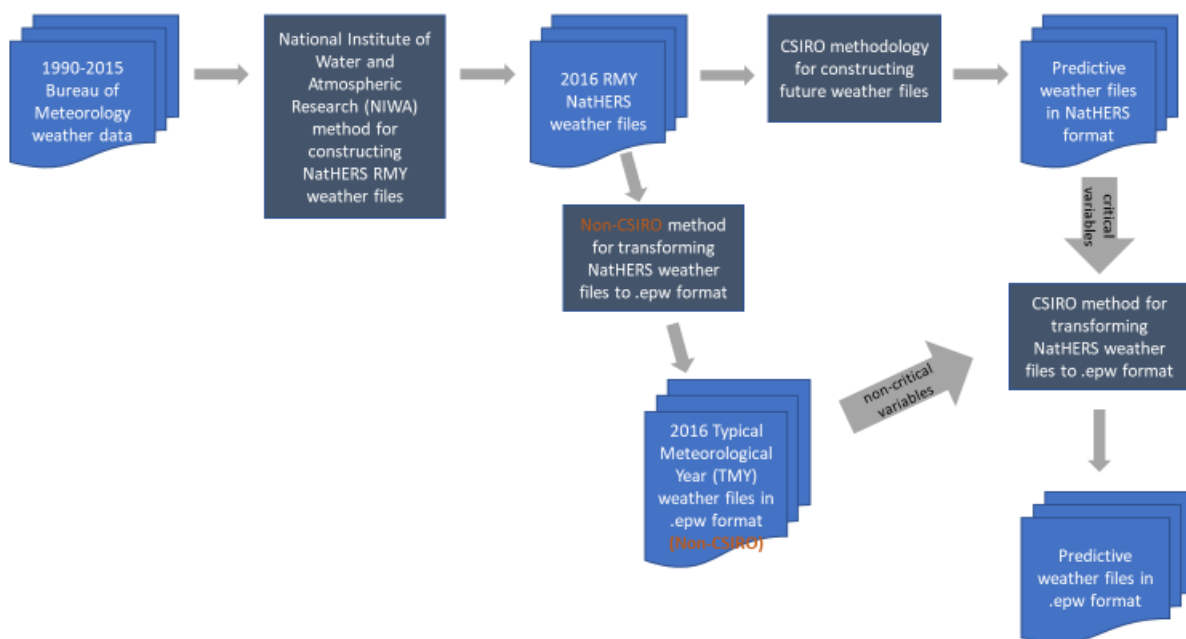 1990-2015
Bureau of
Meteorology
weather data
National Institute of
Water and
Atmospheric
Research (NIWA)
method for
constructing
NatHERS RMY
weather files
2016 RMY
NatHERS
weather files
CSIRO methodology
for constructing
future weather files
Predictive
weather files
in NatHERS
format
critical
variables
Non-CSIRO method
for transforming
NatHERS weather
files to .epw format
CSIRO method for
transforming
NatHERS weather
files to .epw format
non-critical
variables
2016 Typical
Meteorological
Year (TMY)
weather files in
.epw format
(Non-CSIRO)
Predictive
weather files in
.epw format